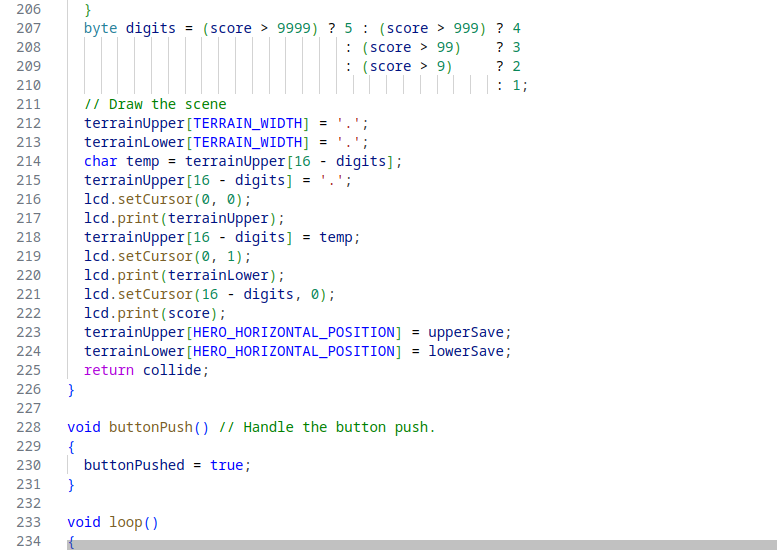 206   }
207   byte digits = (score > 9999) ? 5 : (score > 999) ? 4
208                                  : (score > 99)    ? 3
209                                  : (score > 9)     ? 2
210                                                    : 1;
211   // Draw the scene
212   terrainUpper[TERRAIN_WIDTH] = '.';
213   terrainLower[TERRAIN_WIDTH] = '.';
214   char temp = terrainUpper[16 - digits];
215   terrainUpper[16 - digits] = '.';
216   lcd.setCursor(0, 0);
217   lcd.print(terrainUpper);
218   terrainUpper[16 - digits] = temp;
219   lcd.setCursor(0, 1);
220   lcd.print(terrainLower);
221   lcd.setCursor(16 - digits, 0);
222   lcd.print(score);
223   terrainUpper[HERO_HORIZONTAL_POSITION] = upperSave;
224   terrainLower[HERO_HORIZONTAL_POSITION] = lowerSave;
225   return collide;
226 }
227
228 void buttonPush() // Handle the button push.
229 {
230   buttonPushed = true;
231 }
232
233 void loop()
234 {